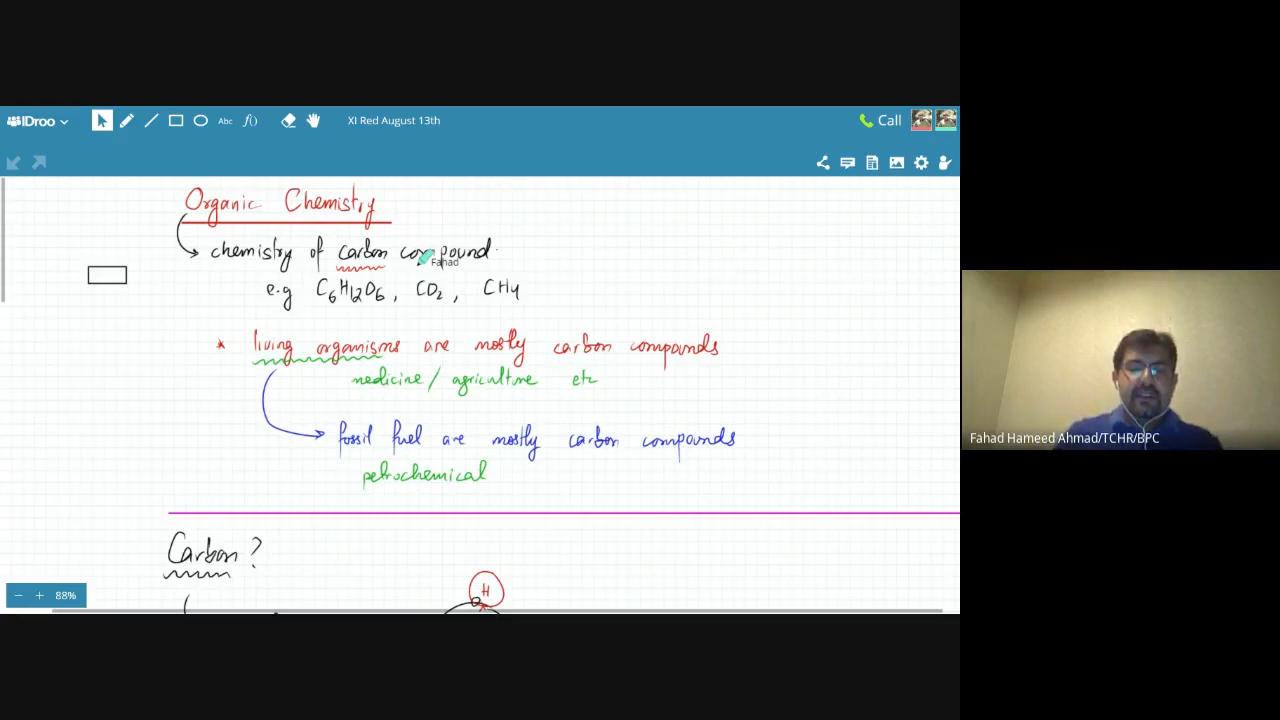 IDroo
Abc
f()
XI Red August 13th
Call
Organic Chemistry
chemistry of carbon compound.
Fahad
e.g C6H12O6, CO2, CH4
* living organisms are mostly carbon compounds
medicine / agriculture etc
fossil fuel are mostly carbon compounds
petrochemical
Carbon?
H
88%
Fahad Hameed Ahmad/TCHR/BPC